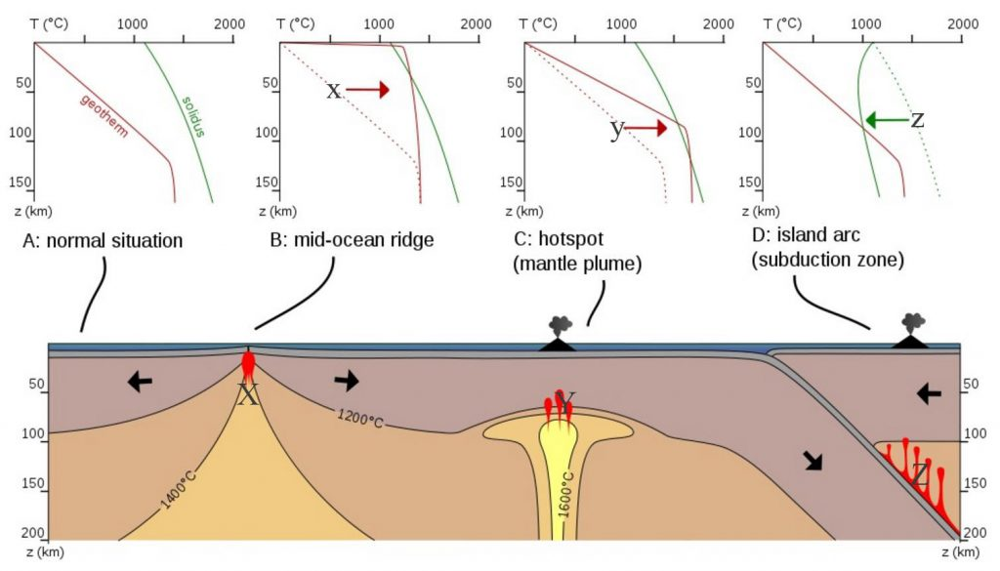 T (°C) 1000 2000
T (°C) 1000 2000
T (°C) 1000 2000
1000 2000
50
100
150
z (km)
geotherm
solidus
50
100
150
z (km)
x
50
100
150
z (km)
y
50
100
150
z (km)
z
A: normal situation
B: mid-ocean ridge
C: hotspot
(mantle plume)
D: island arc
(subduction zone)
50
100
150
200
z (km)
X
1200°C
1400°C
Y
1600°C
Z
50
100
150
200
z (km)